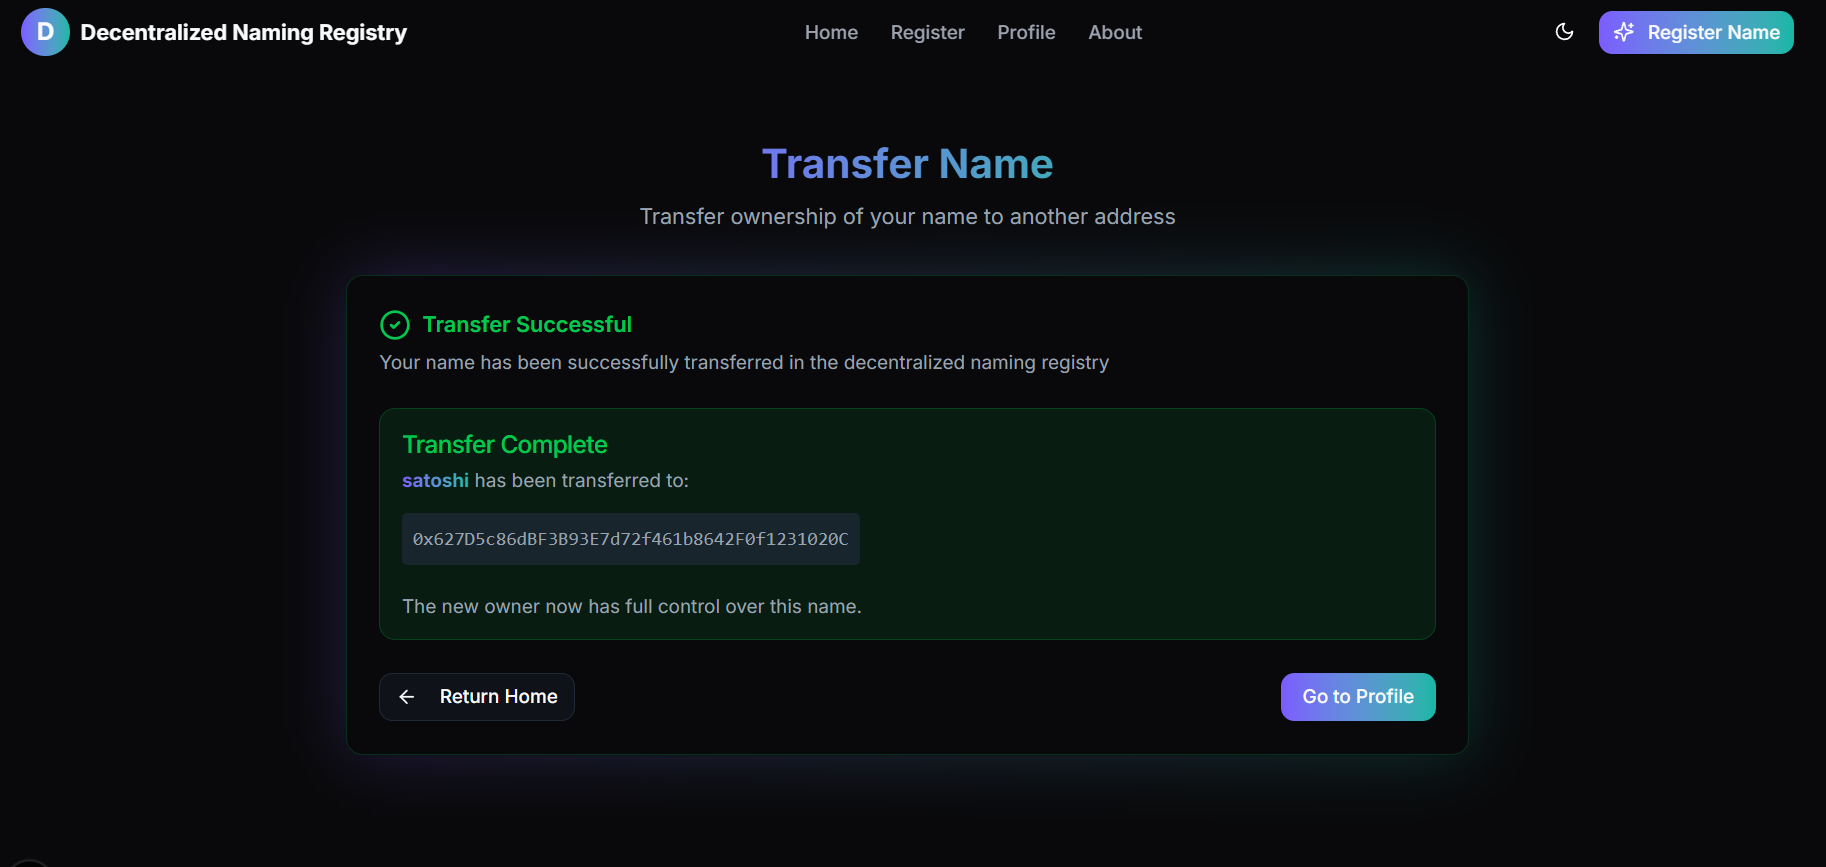 D Decentralized Naming Registry Home Register Profile About Register Name
Transfer Name
Transfer ownership of your name to another address
Transfer Successful
Your name has been successfully transferred in the decentralized naming registry
Transfer Complete
satoshi has been transferred to:
0x627D5c86dBF3B93E7d72f461b8642F0f1231020C
The new owner now has full control over this name.
Return Home Go to Profile